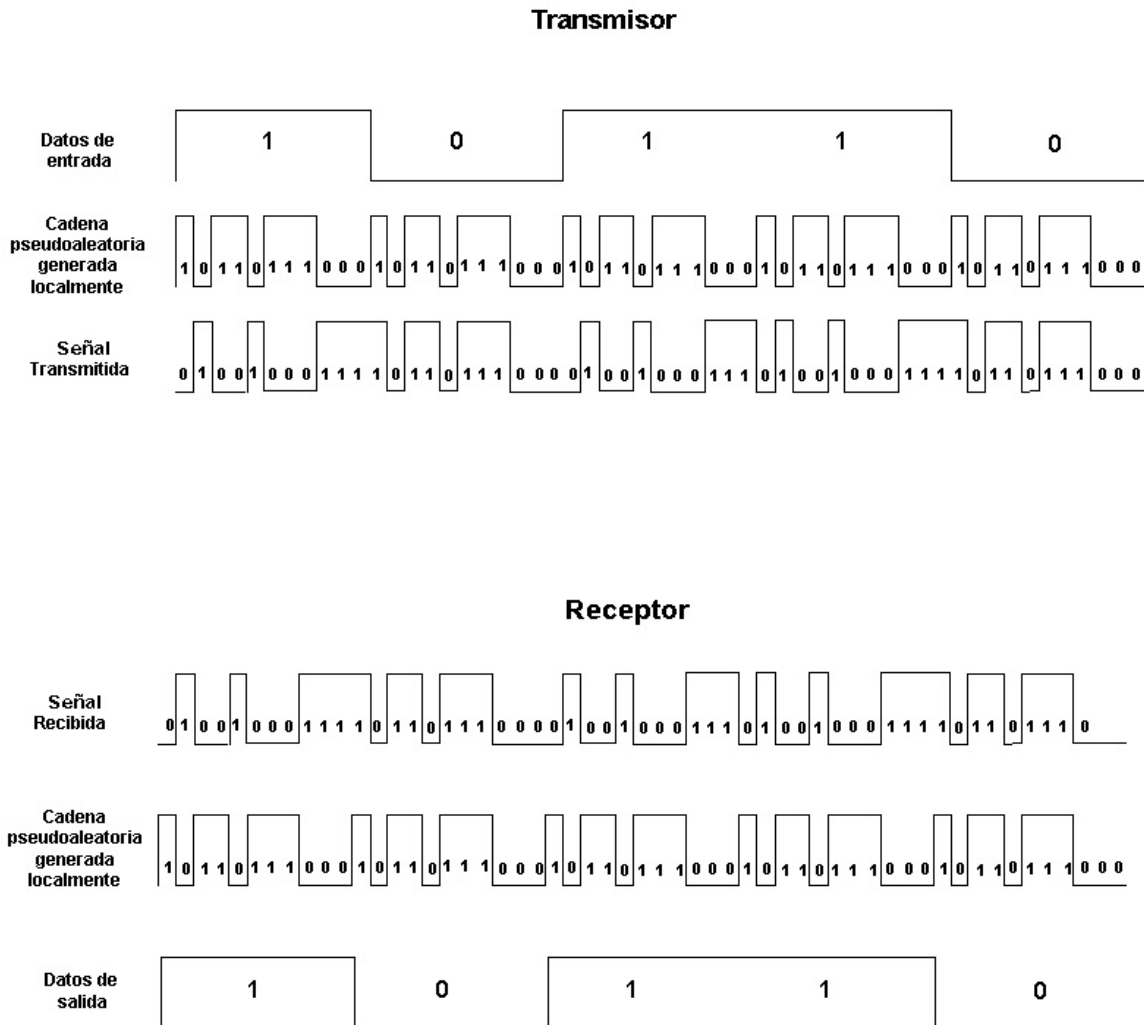 Transmisor
Datos de
entrada
1 0 1 1 0
Cadena
pseudoaleatoria
generada
localmente
1 0 1 1 0 1 1 1 0 0 0 1 0 1 1 0 1 1 1 0 0 0 1 0 1 1 0 1 1 1 0 0 0 1 0 1 1 0 1 1 1 0 0 0 1 0 1 1 0 1 1 1 0 0 0
Señal
Transmitida
0 1 0 0 1 0 0 0 1 1 1 1 0 1 1 0 1 1 1 0 0 0 0 1 0 0 1 0 0 0 1 1 1 0 1 0 0 1 0 0 0 1 1 1 1 0 1 1 0 1 1 1 0 0 0
Receptor
Señal
Recibida
0 1 0 0 1 0 0 0 1 1 1 1 0 1 1 0 1 1 1 0 0 0 0 1 0 0 1 0 0 0 1 1 1 0 1 0 0 1 0 0 0 1 1 1 1 0 1 1 0 1 1 1 0
Cadena
pseudoaleatoria
generada
localmente
1 0 1 1 0 1 1 1 0 0 0 1 0 1 1 0 1 1 1 0 0 0 1 0 1 1 0 1 1 1 0 0 0 1 0 1 1 0 1 1 1 0 0 0 1 0 1 1 0 1 1 1 0 0 0
Datos de
salida
1 0 1 1 0